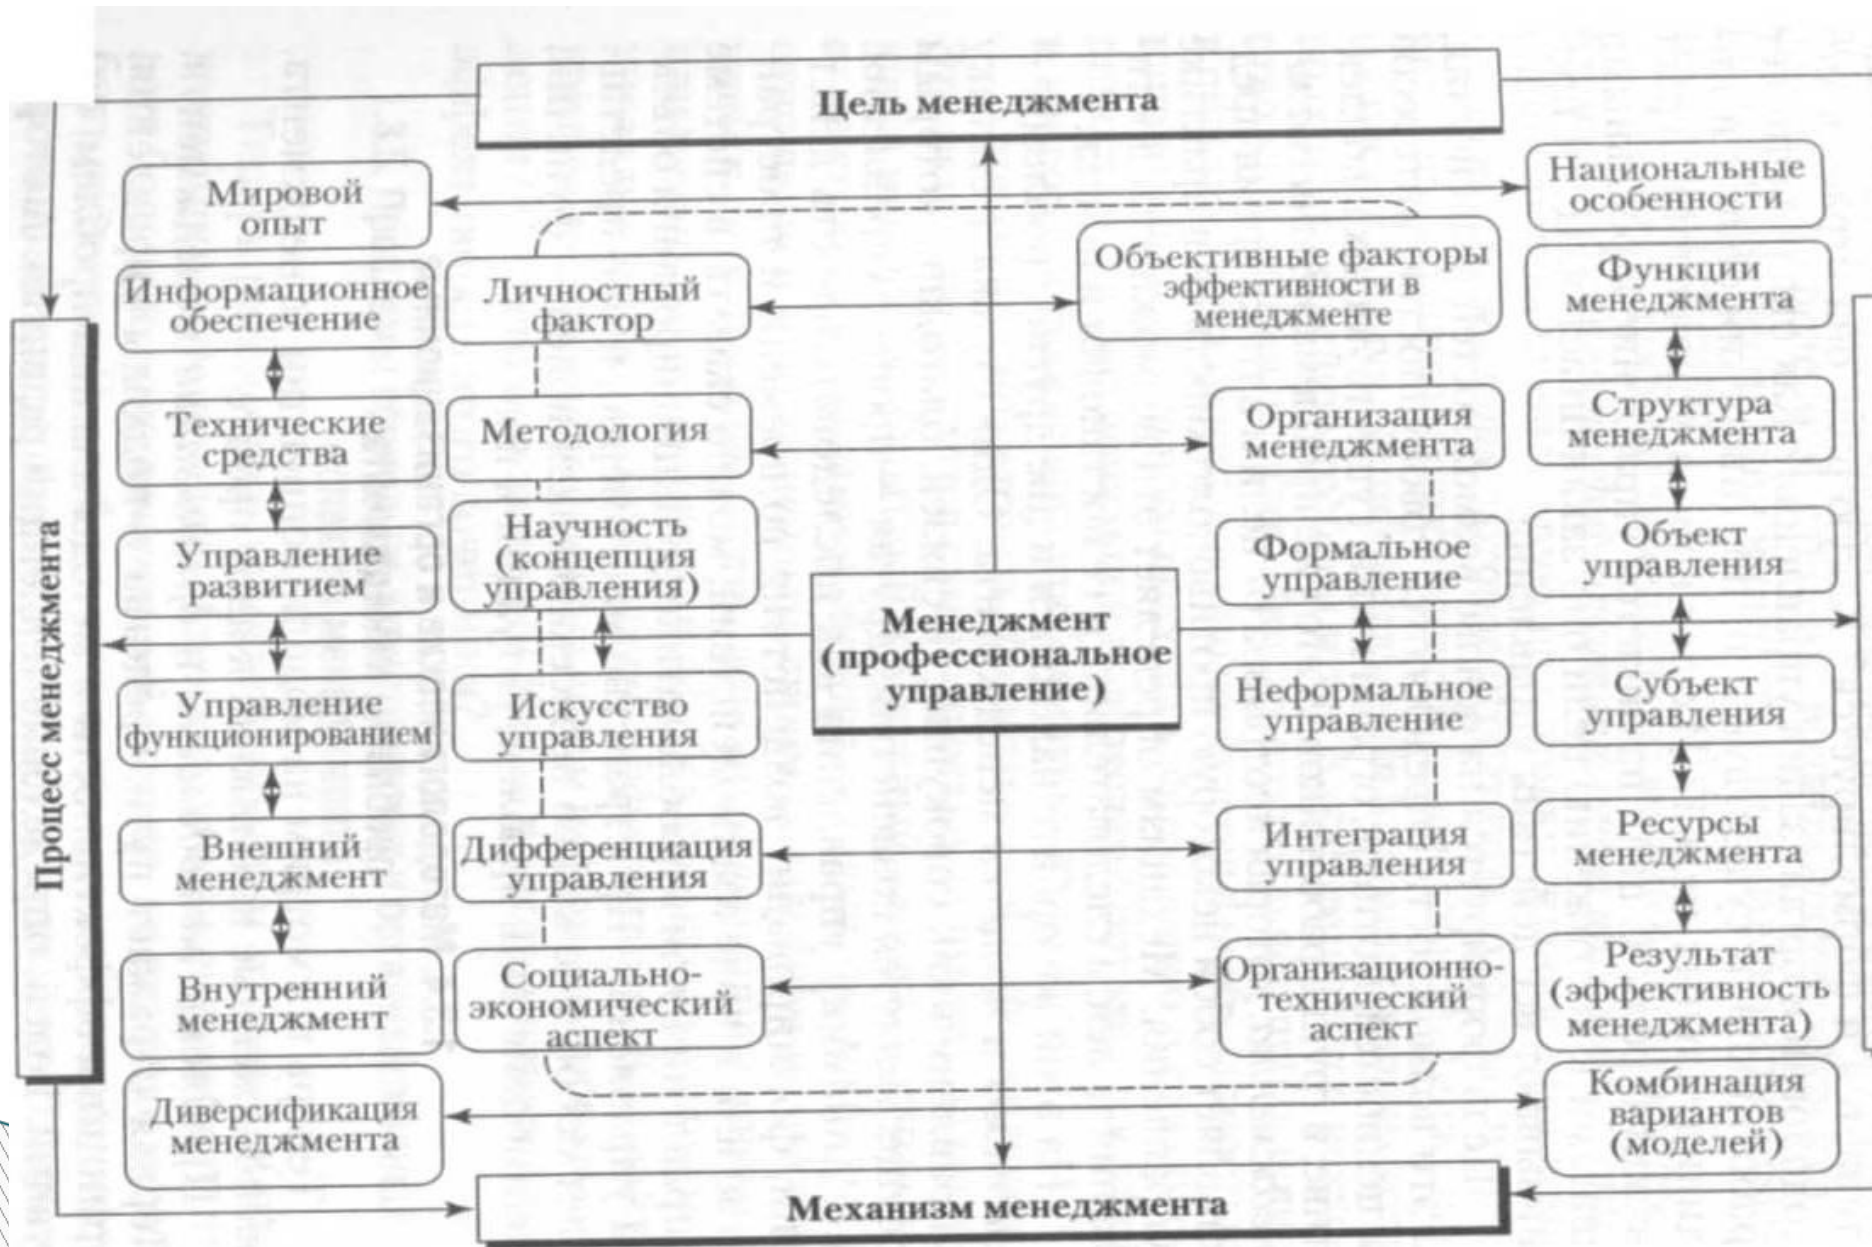 Цель менеджмента
Мировой
опыт
Национальные
особенности
Информационное
обеспечение
Личностный
фактор
Объективные факторы
эффективности в
менеджменте
Функции
менеджмента
Технические
средства
Методология
Организация
менеджмента
Структура
менеджмента
Управление
развитием
Научность
(концепция
управления)
Формальное
управление
Объект
управления
Процесс менеджмента
Менеджмент
(профессиональное
управление)
Управление
функционированием
Искусство
управления
Неформальное
управление
Субъект
управления
Внешний
менеджмент
Дифференциация
управления
Интеграция
управления
Ресурсы
менеджмента
Внутренний
менеджмент
Социально-
экономический
аспект
Организационно-
технический
аспект
Результат
(эффективность
менеджмента)
Диверсификация
менеджмента
Комбинация
вариантов
(моделей)
Механизм менеджмента